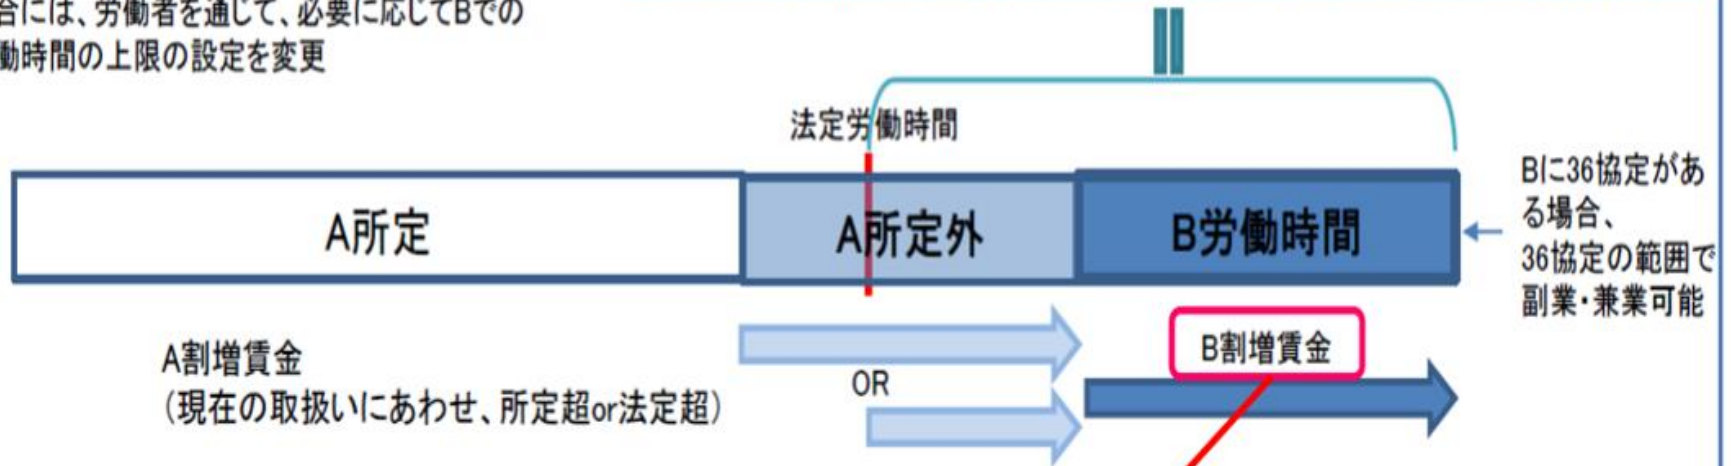 合には、労働者を通じて、必要に応じてBでの
働時間の上限の設定を変更
法定労働時間
A所定
A所定外
B労働時間
Bに36協定があ
る場合、
36協定の範囲で
副業・兼業可能
A割増賃金
（現在の取扱いにあわせ、所定超or法定超）
OR
B割増賃金